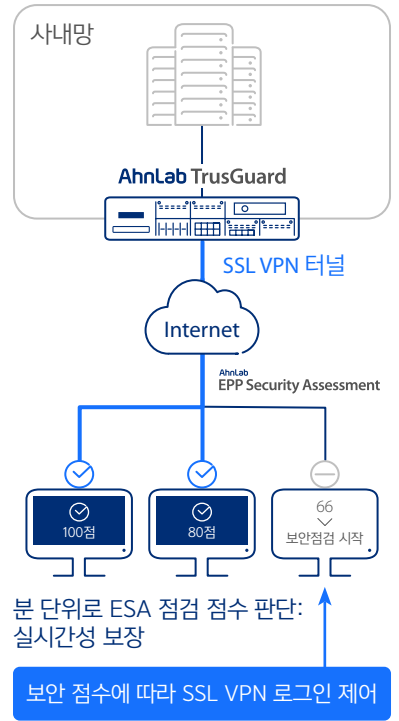 사내망
AhnLab TrusGuard
SSL VPN 터널
Internet
AhnLab
EPP Security Assessment
100점
80점
66
보안점검 시작
분 단위로 ESA 점검 점수 판단:
실시간성 보장
보안 점수에 따라 SSL VPN 로그인 제어